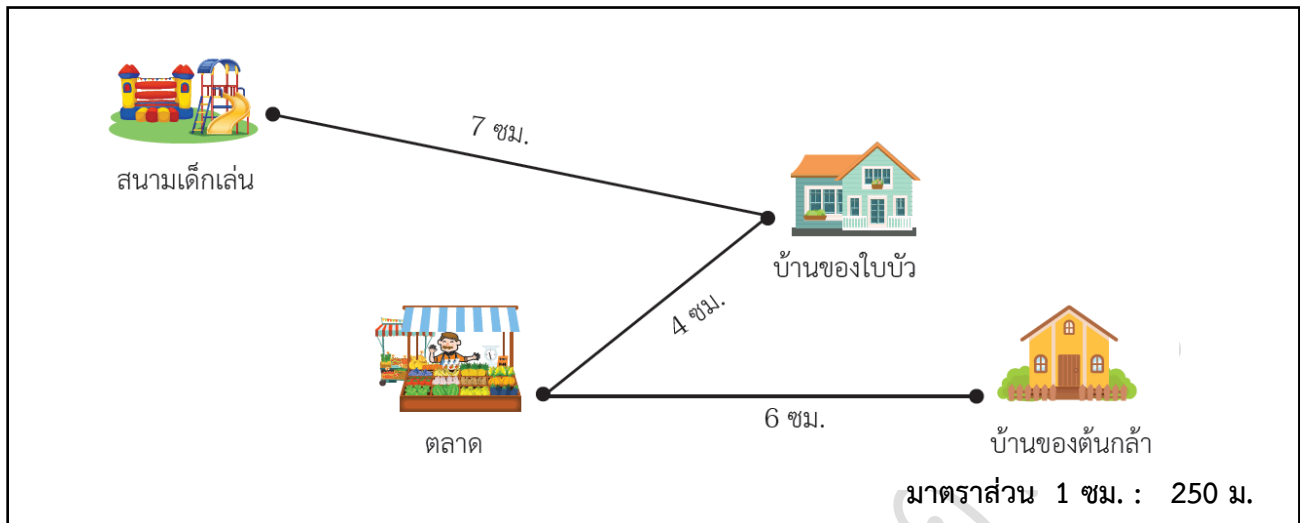 7 ซม.
สนามเด็กเล่น
บ้านของใบบัว
4 ซม.
6 ซม.
ตลาด
บ้านของต้นกล้า
มาตราส่วน 1 ซม. : 250 ม.